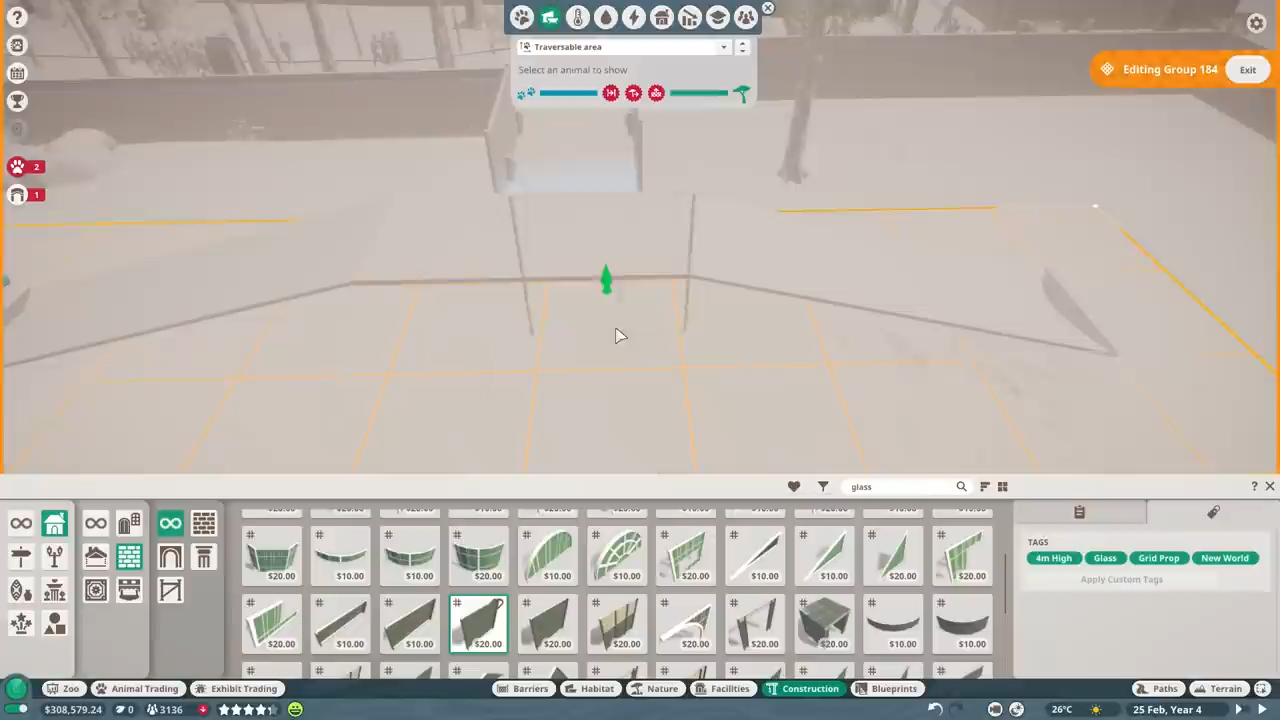 Traversable area
Select an animal to show
Editing Group 184
Exit
2
1
glass
TAGS
4m High
Glass
Grid Prop
New World
Apply Custom Tags
$20.00 $10.00 $10.00 $20.00 $10.00 $10.00 $20.00 $10.00 $10.00 $20.00 $20.00
$20.00 $10.00 $10.00 $20.00 $20.00 $20.00 $20.00 $20.00 $20.00 $10.00 $10.00
Zoo
Animal Trading
Exhibit Trading
Barriers
Habitat
Nature
Facilities
Construction
Blueprints
Paths
Terrain
$308,579.24
0
3136
26°C
25 Feb, Year 4